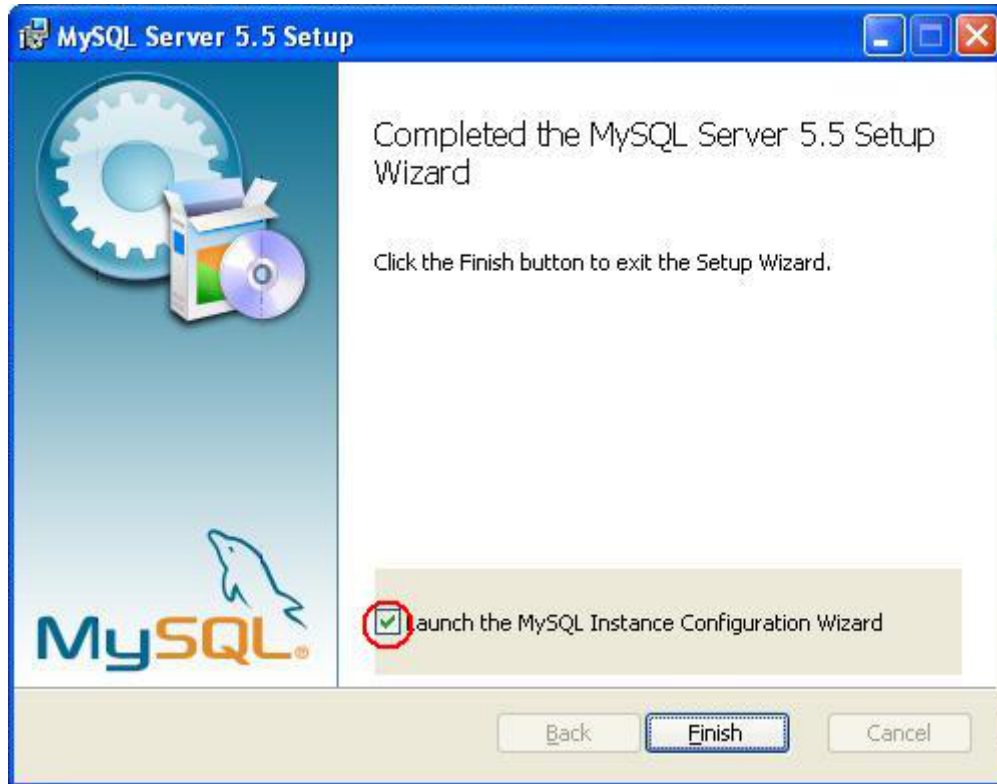 MySQL Server 5.5 Setup
Completed the MySQL Server 5.5 Setup
Wizard
Click the Finish button to exit the Setup Wizard.
MySQL
Launch the MySQL Instance Configuration Wizard
Back
Finish
Cancel